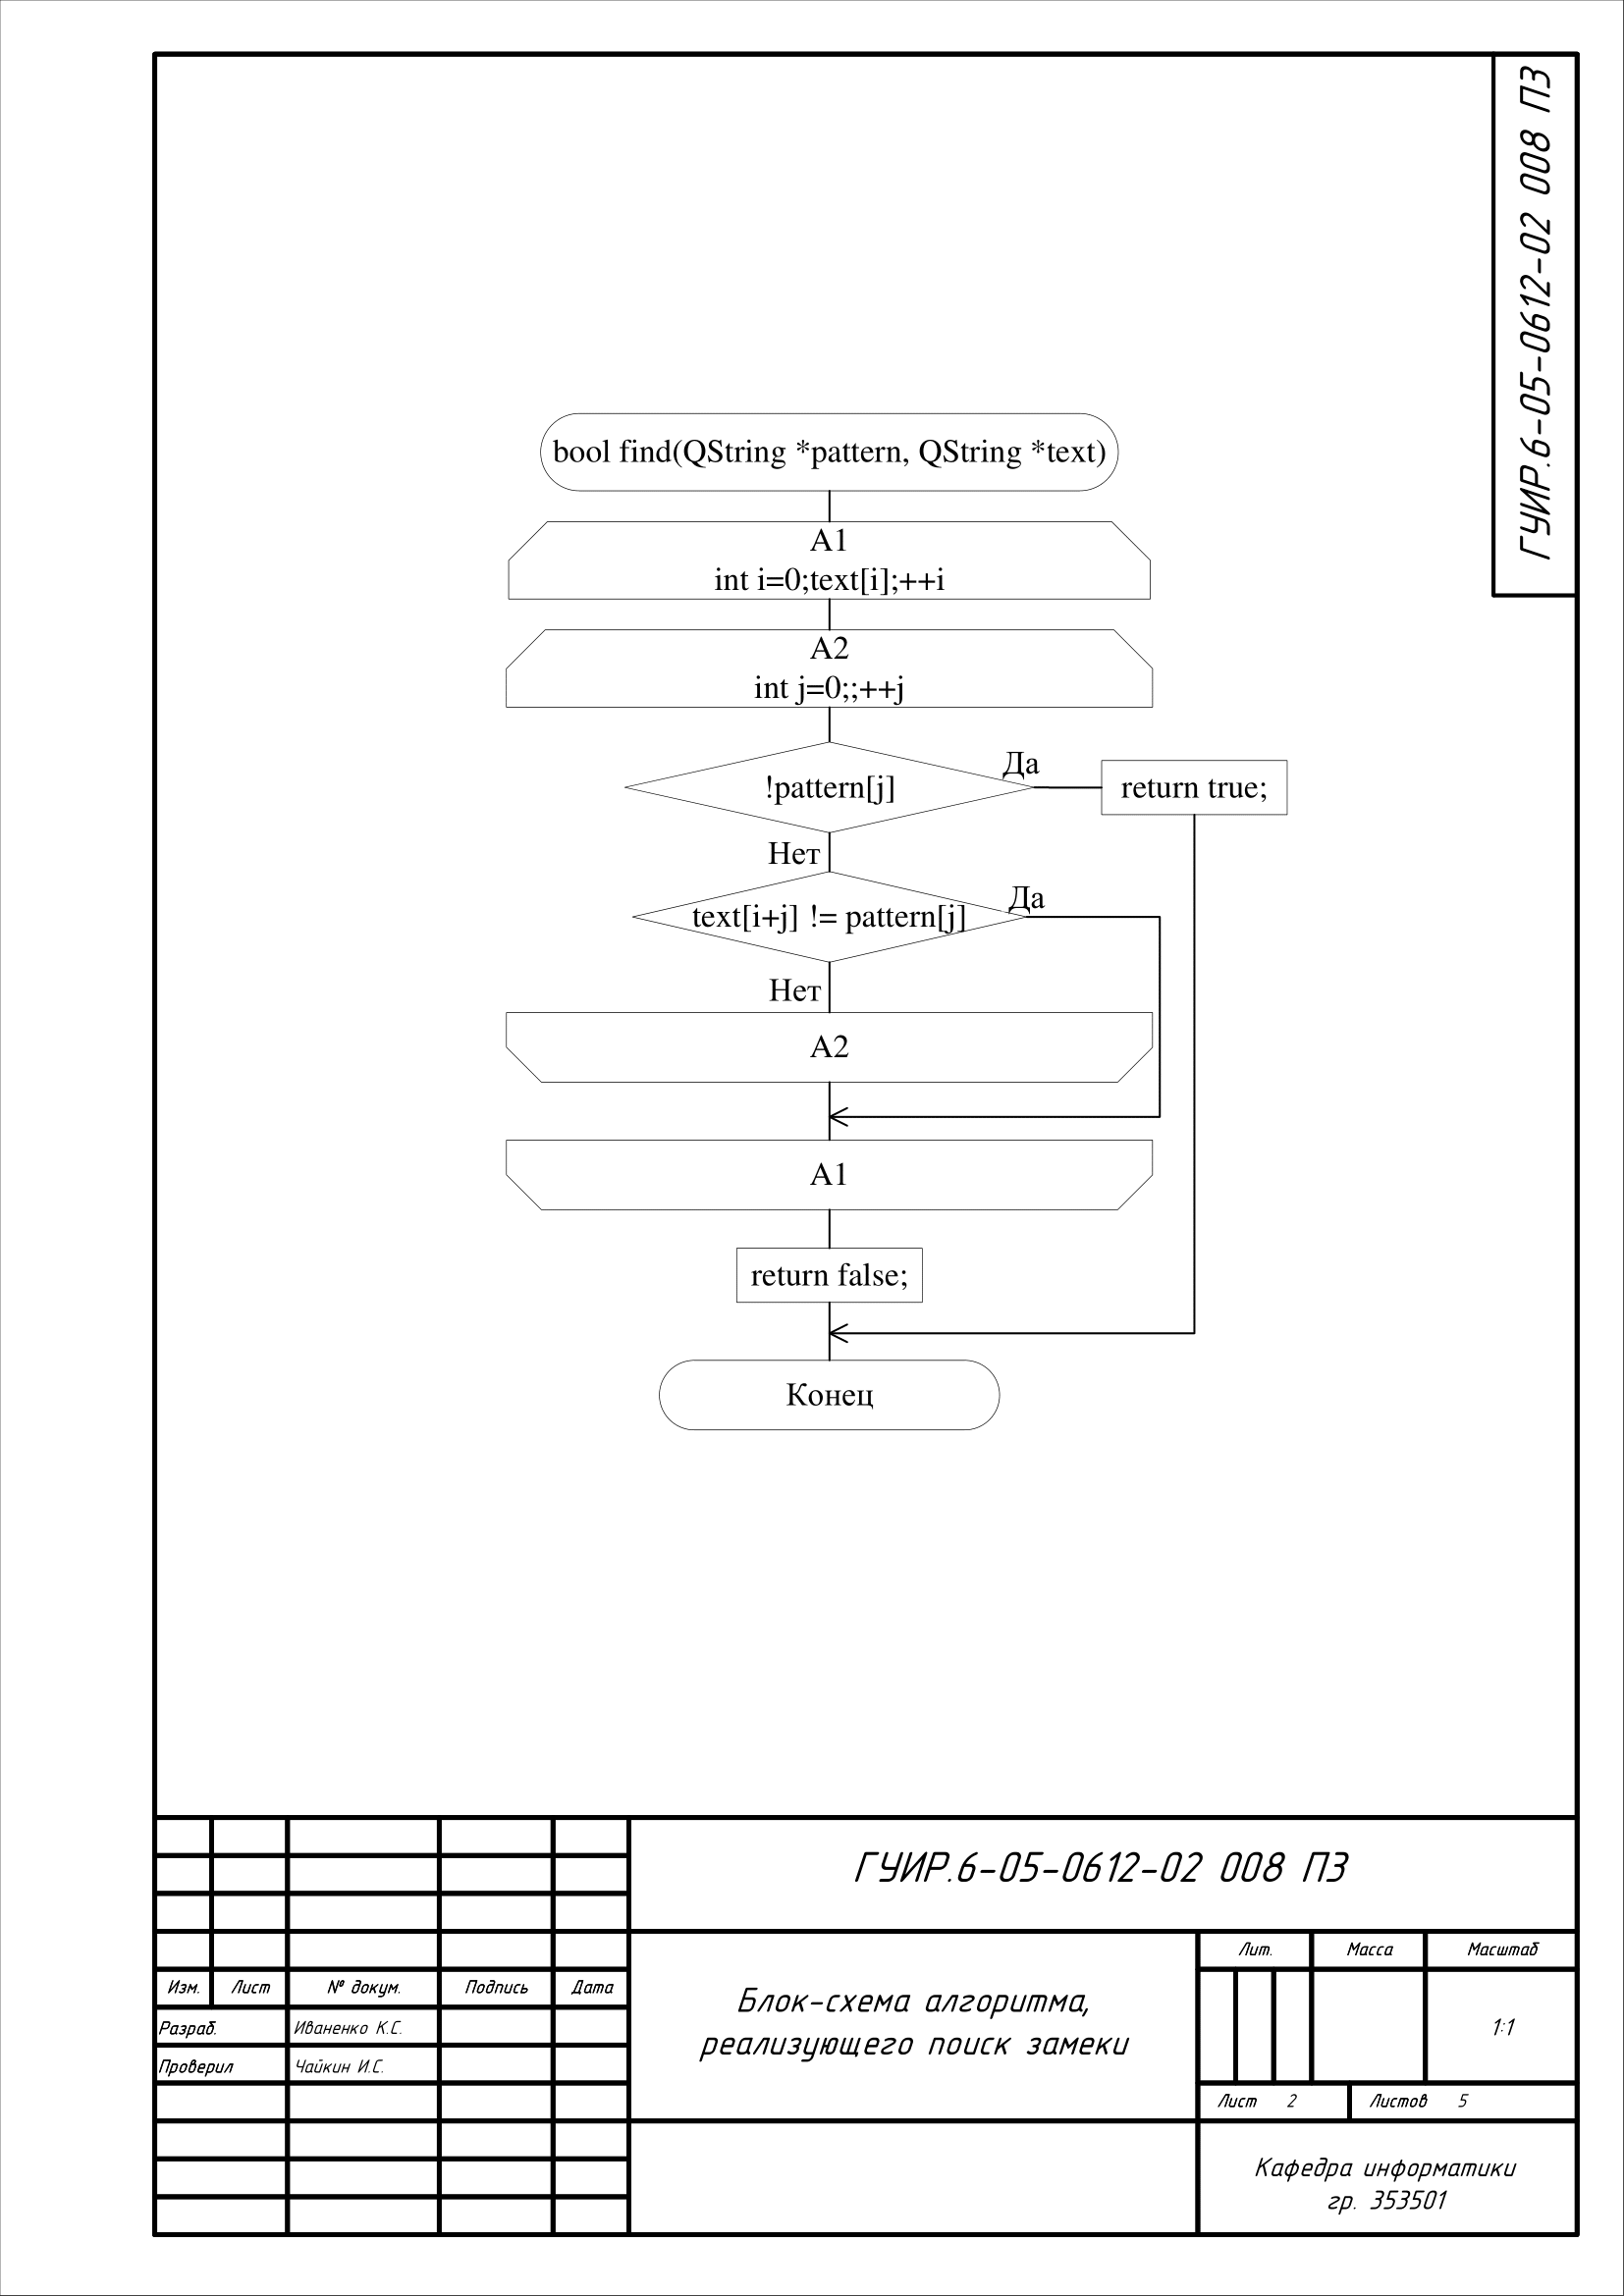 ГУИР.6-05-0612-02 008 ПЗ
bool find(QString *pattern, QString *text)
A1
int i=0;text[i];++i
A2
int j=0;;++j
!pattern[j]
Да
return true;
Нет
text[i+j] != pattern[j]
Да
Нет
A2
A1
return false;
Конец
ГУИР.6-05-0612-02 008 ПЗ
Изм.
Лист
№ докум.
Подпись
Дата
Разраб.
Иваненко К.С.
Проверил
Чайкин И.С.
Блок-схема алгоритма,
реализующего поиск замеки
Лит.
Масса
Масштаб
1:1
Лист 2
Листов 5
Кафедра информатики
гр. 353501